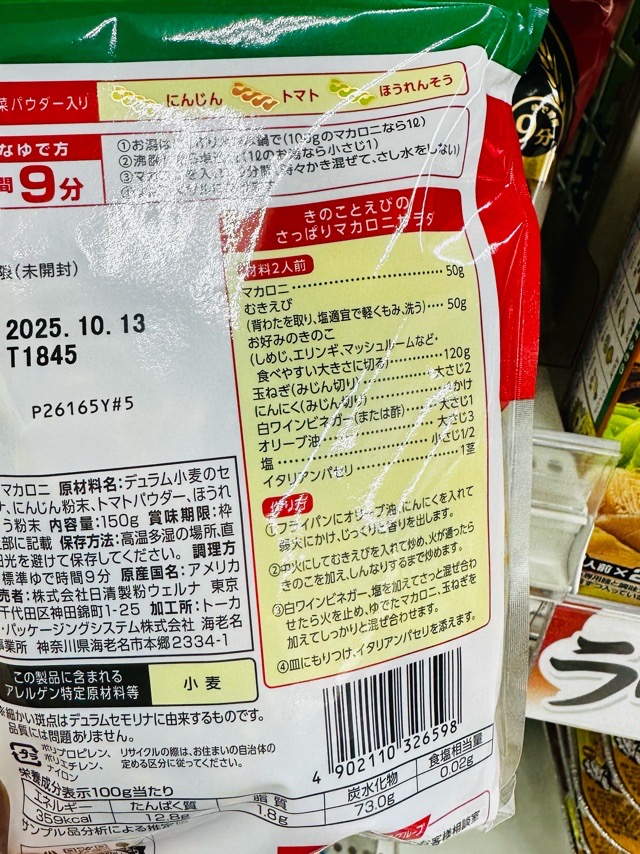 菜パウダー入り
にんじん
トマト
ほうれんそう
なゆで方
間9分
①お湯は 鍋で(100gのマカロニなら1ℓ)
1ℓのお湯なら小さじ1)
かき混ぜて、さし水をしない)
9分
きのことえびの
さっぱりマカロニサラダ
材料2人前
マカロニ 50g
むきえび
(背わたを取り、塩適宜で軽くもみ、洗う) 50g
お好みのきのこ
(しめじ、エリンギ、マッシュルームなど・
食べやすい大きさに切る) 120g
玉ねぎ(みじん切り) 大さじ2
にんにく(みじん切り) かけ
白ワインビネガー(または酢) 大さじ1
オリーブ油 大さじ3
塩 小さじ1/2
イタリアンパセリ 1茎
作り方
①フライパンにオリーブ油、にんにくを入れて
弱火にかけ、じっくりと香りを出します。
②中火にしてむきえびを入れて炒め、火が通ったら
きのこを加え、しんなりするまで炒めます。
③白ワインビネガー、塩を加えてさっと混ぜ合わ
せたら火を止め、ゆでたマカロニ、玉ねぎを
加えてしっかりと混ぜ合わせます。
④皿にもりつけ、イタリアンパセリを添えます。
(未開封)
2025.10.13
T1845
P26165Y#5
マカロニ 原材料名:デュラム小麦のセ
ナ、にんじん粉末、トマトパウダー、ほうれ
う粉末 内容量:150g 賞味期限:枠
部に記載 保存方法:高温多湿の場所、直
日光を避けて保存してください。 調理方
標準ゆで時間9分 原産国名:アメリカ
売者:株式会社日清製粉ウェルナ 東京
千代田区神田錦町1-25 加工所:トーカ
・パッケージングシステム株式会社 海老名
事業所 神奈川県海老名市本郷2334-1
この製品に含まれる
アレルゲン特定原材料等
小麦
細かい斑点はデュラムセモリナに由来するものです。
品質には問題ありません。
プラ
ポリプロピレン、
ポリエチレン、
ナイロン
リサイクルの際は、お住まいの自治体の
定める区分に従ってください。
4 902110 326598
栄養成分表示100g当たり
エネルギー たんぱく質 脂質 炭水化物 食塩相当量
359kcal 12.8g 1.8g 73.0g 0.02g
サンプル品分析による推定
グループ
お客様相談室
う